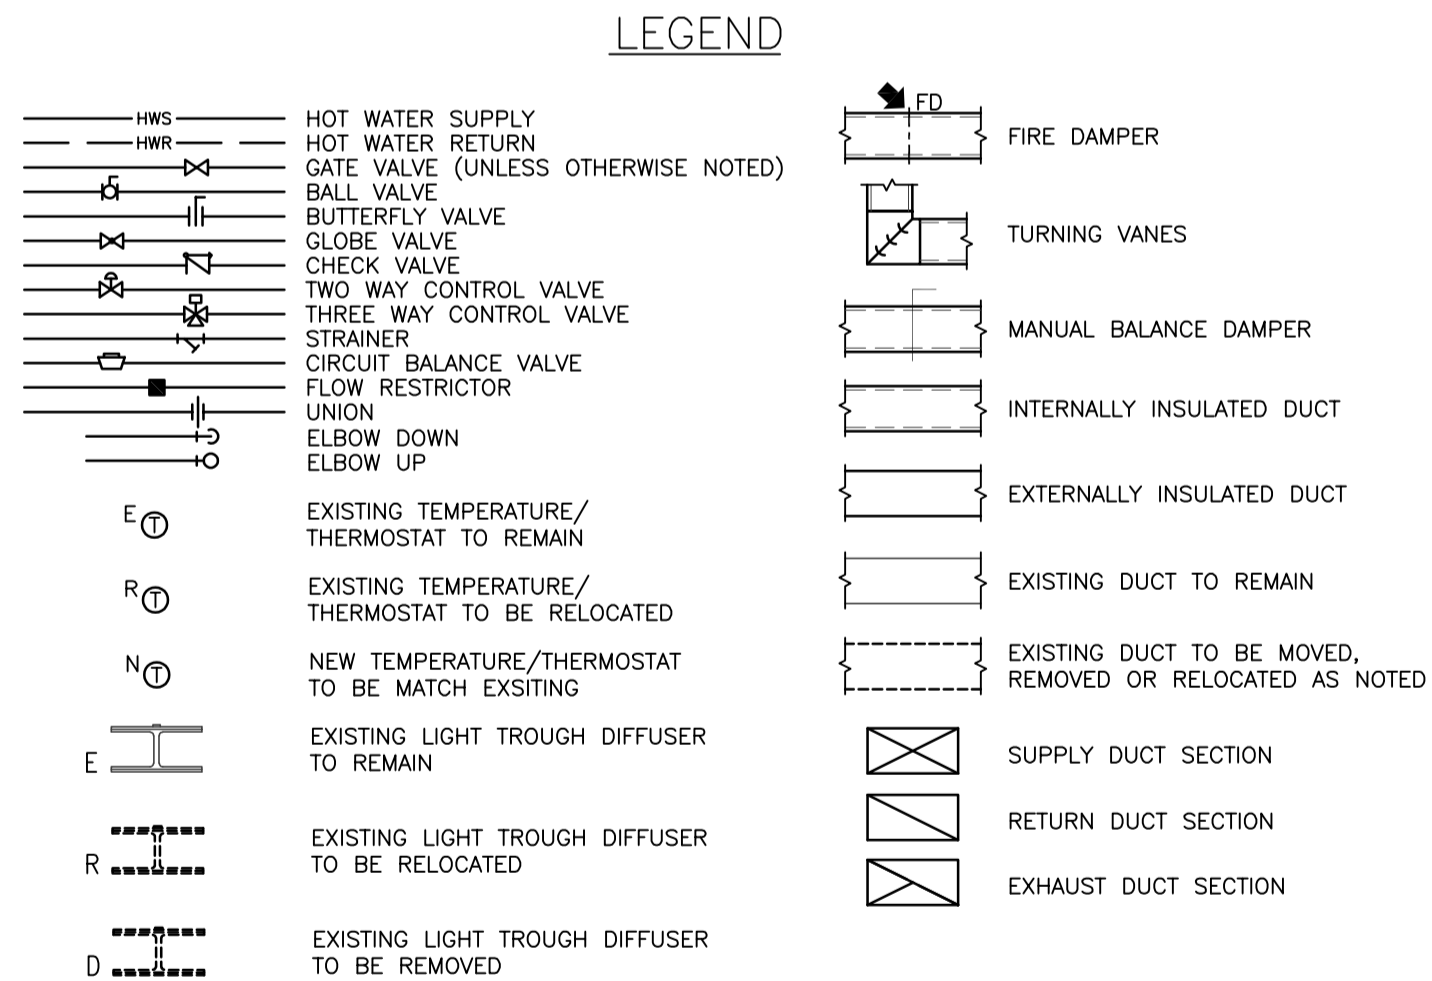 LEGEND
HWS HOT WATER SUPPLY
HWR HOT WATER RETURN
GATE VALVE (UNLESS OTHERWISE NOTED)
BALL VALVE
BUTTERFLY VALVE
GLOBE VALVE
CHECK VALVE
TWO WAY CONTROL VALVE
THREE WAY CONTROL VALVE
STRAINER
CIRCUIT BALANCE VALVE
FLOW RESTRICTOR
UNION
ELBOW DOWN
ELBOW UP
E T EXISTING TEMPERATURE/
THERMOSTAT TO REMAIN
R T EXISTING TEMPERATURE/
THERMOSTAT TO BE RELOCATED
N T NEW TEMPERATURE/THERMOSTAT
TO BE MATCH EXSITING
E EXISTING LIGHT TROUGH DIFFUSER
TO REMAIN
R EXISTING LIGHT TROUGH DIFFUSER
TO BE RELOCATED
D EXISTING LIGHT TROUGH DIFFUSER
TO BE REMOVED
FD
FIRE DAMPER
TURNING VANES
MANUAL BALANCE DAMPER
INTERNALLY INSULATED DUCT
EXTERNALLY INSULATED DUCT
EXISTING DUCT TO REMAIN
EXISTING DUCT TO BE MOVED,
REMOVED OR RELOCATED AS NOTED
SUPPLY DUCT SECTION
RETURN DUCT SECTION
EXHAUST DUCT SECTION